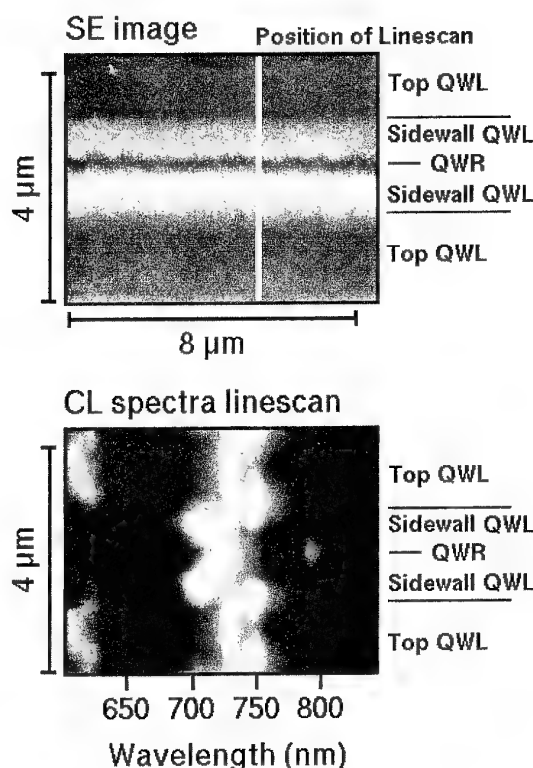 SE image
Position of Linescan
Top QWL
Sidewall QWL
QWR
Sidewall QWL
Top QWL
4 µm
8 µm
CL spectra linescan
Top QWL
Sidewall QWL
QWR
Sidewall QWL
Top QWL
4 µm
650 700 750 800
Wavelength (nm)